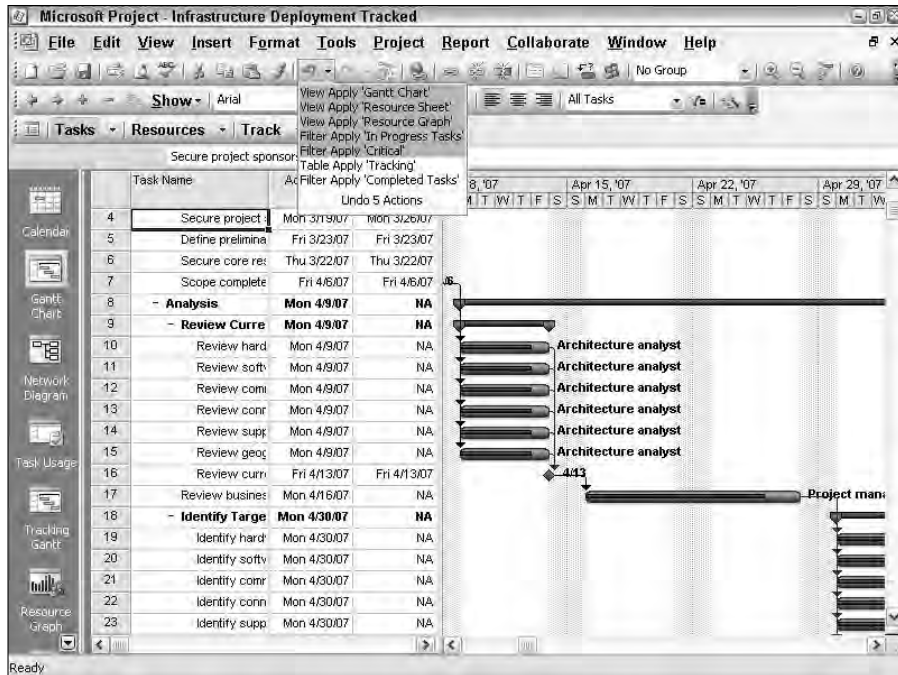 Microsoft Project - Infrastructure Deployment Tracked
File Edit View Insert Format Tools Project Report Collaborate Window Help
No Group
Show Arial All Tasks
Tasks Resources Track
View Apply 'Gantt Chart'
View Apply 'Resource Sheet'
View Apply 'Resource Graph'
Filter Apply 'In Progress Tasks'
Filter Apply 'Critical'
Table Apply 'Tracking'
Filter Apply 'Completed Tasks'
Undo 5 Actions
Secure project sponsor
Task Name Ac 8, '07 Apr 15, '07 Apr 22, '07 Apr 29, '07
M T W T F S S M T W T F S S M T W T F S S M T W
4 Secure project s Mon 3/19/07 Mon 3/26/07
5 Define prelimina Fri 3/23/07 Fri 3/23/07
6 Secure core res Thu 3/22/07 Thu 3/22/07
7 Scope complete Fri 4/6/07 Fri 4/6/07 /6
8 - Analysis Mon 4/9/07 NA
9 - Review Curre Mon 4/9/07 NA
10 Review hard Mon 4/9/07 NA Architecture analyst
11 Review softv Mon 4/9/07 NA Architecture analyst
12 Review com Mon 4/9/07 NA Architecture analyst
13 Review conr Mon 4/9/07 NA Architecture analyst
14 Review supp Mon 4/9/07 NA Architecture analyst
15 Review geog Mon 4/9/07 NA Architecture analyst
16 Review curr Fri 4/13/07 Fri 4/13/07 4/13
17 Review busines Mon 4/16/07 NA Project mana
18 - Identify Targe Mon 4/30/07 NA
19 Identify hard Mon 4/30/07 NA
20 Identify softv Mon 4/30/07 NA
21 Identify comr Mon 4/30/07 NA
22 Identify conn Mon 4/30/07 NA
23 Identify supp Mon 4/30/07 NA
Calendar
Gantt
Chart
Network
Diagram
Task Usage
Tracking
Gantt
Resource
Graph
Ready